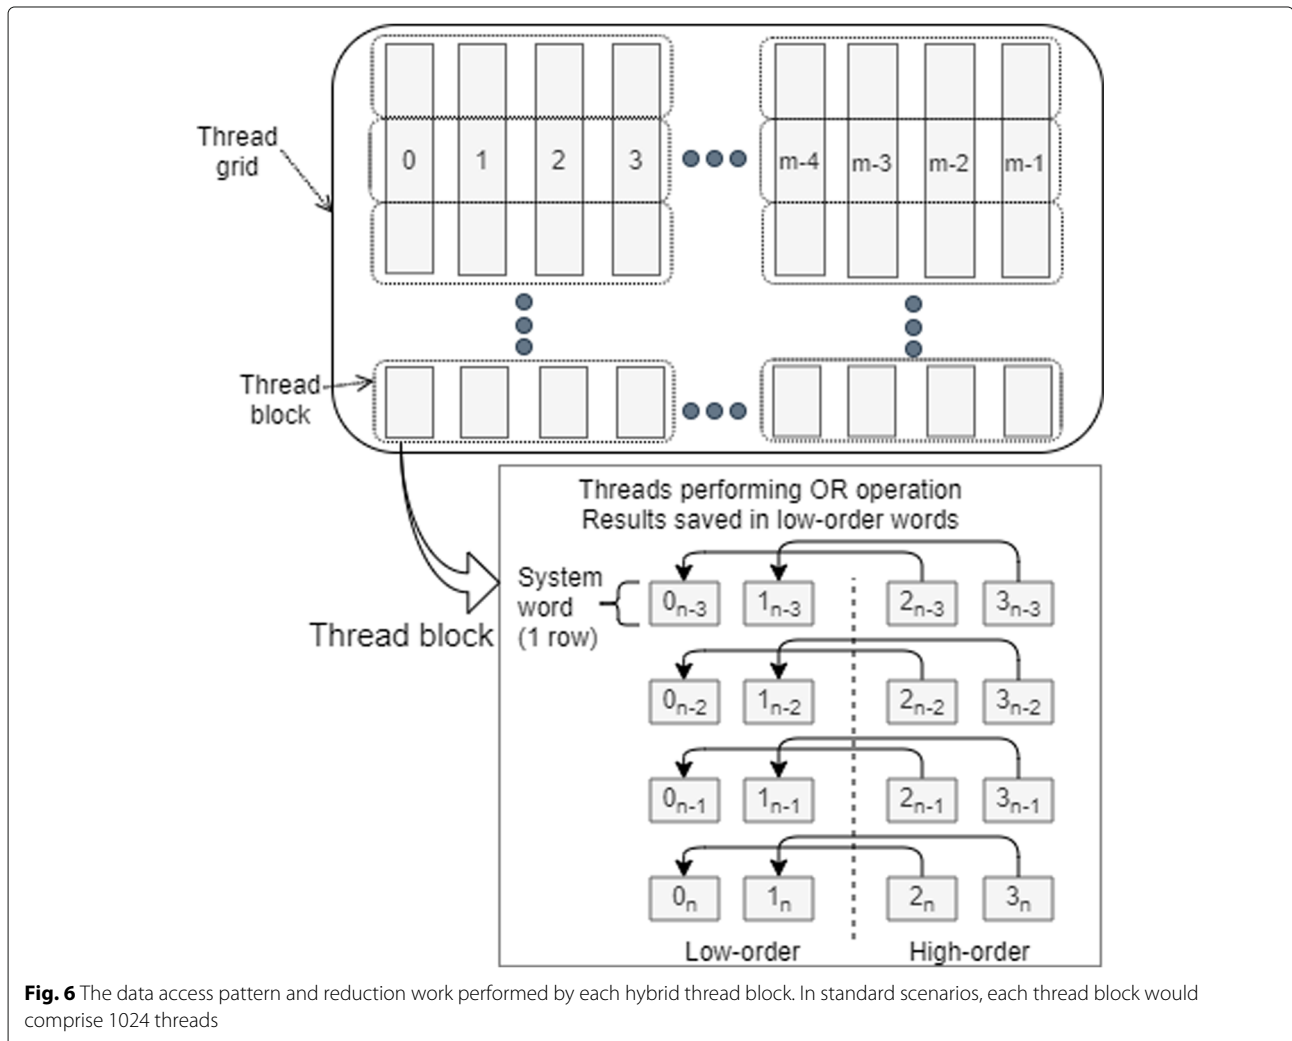 Thread
grid
0 1 2 3 m-4 m-3 m-2 m-1
Thread
block
Threads performing OR operation
Results saved in low-order words
System
word
(1 row)
Thread block
0n-3 1n-3 2n-3 3n-3
0n-2 1n-2 2n-2 3n-2
0n-1 1n-1 2n-1 3n-1
0n 1n 2n 3n
Low-order High-order
Fig. 6 The data access pattern and reduction work performed by each hybrid thread block. In standard scenarios, each thread block would
comprise 1024 threads